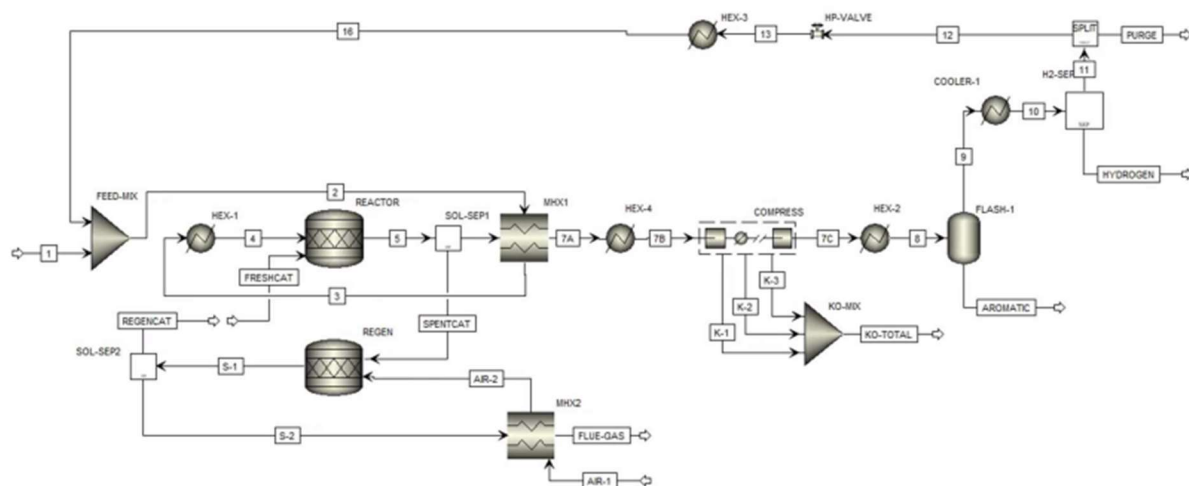 16
HEX-3
13
HP-VALVE
12
SPLIT
PURGE
11
H2-SEP
COOLER-1
10
9
HYDROGEN
FEED-MIX
2
REACTOR
SOL-SEP1
MHX1
HEX-1
4
5
7A
HEX-4
7B
COMPRESS
7C
HEX-2
8
FLASH-1
1
FRESHCAT
3
K-3
K-2
K-1
KO-MIX
KO-TOTAL
AROMATIC
REGENCAT
SPENTCAT
REGEN
SOL-SEP2
S-1
AIR-2
MHX2
S-2
FLUE-GAS
AIR-1